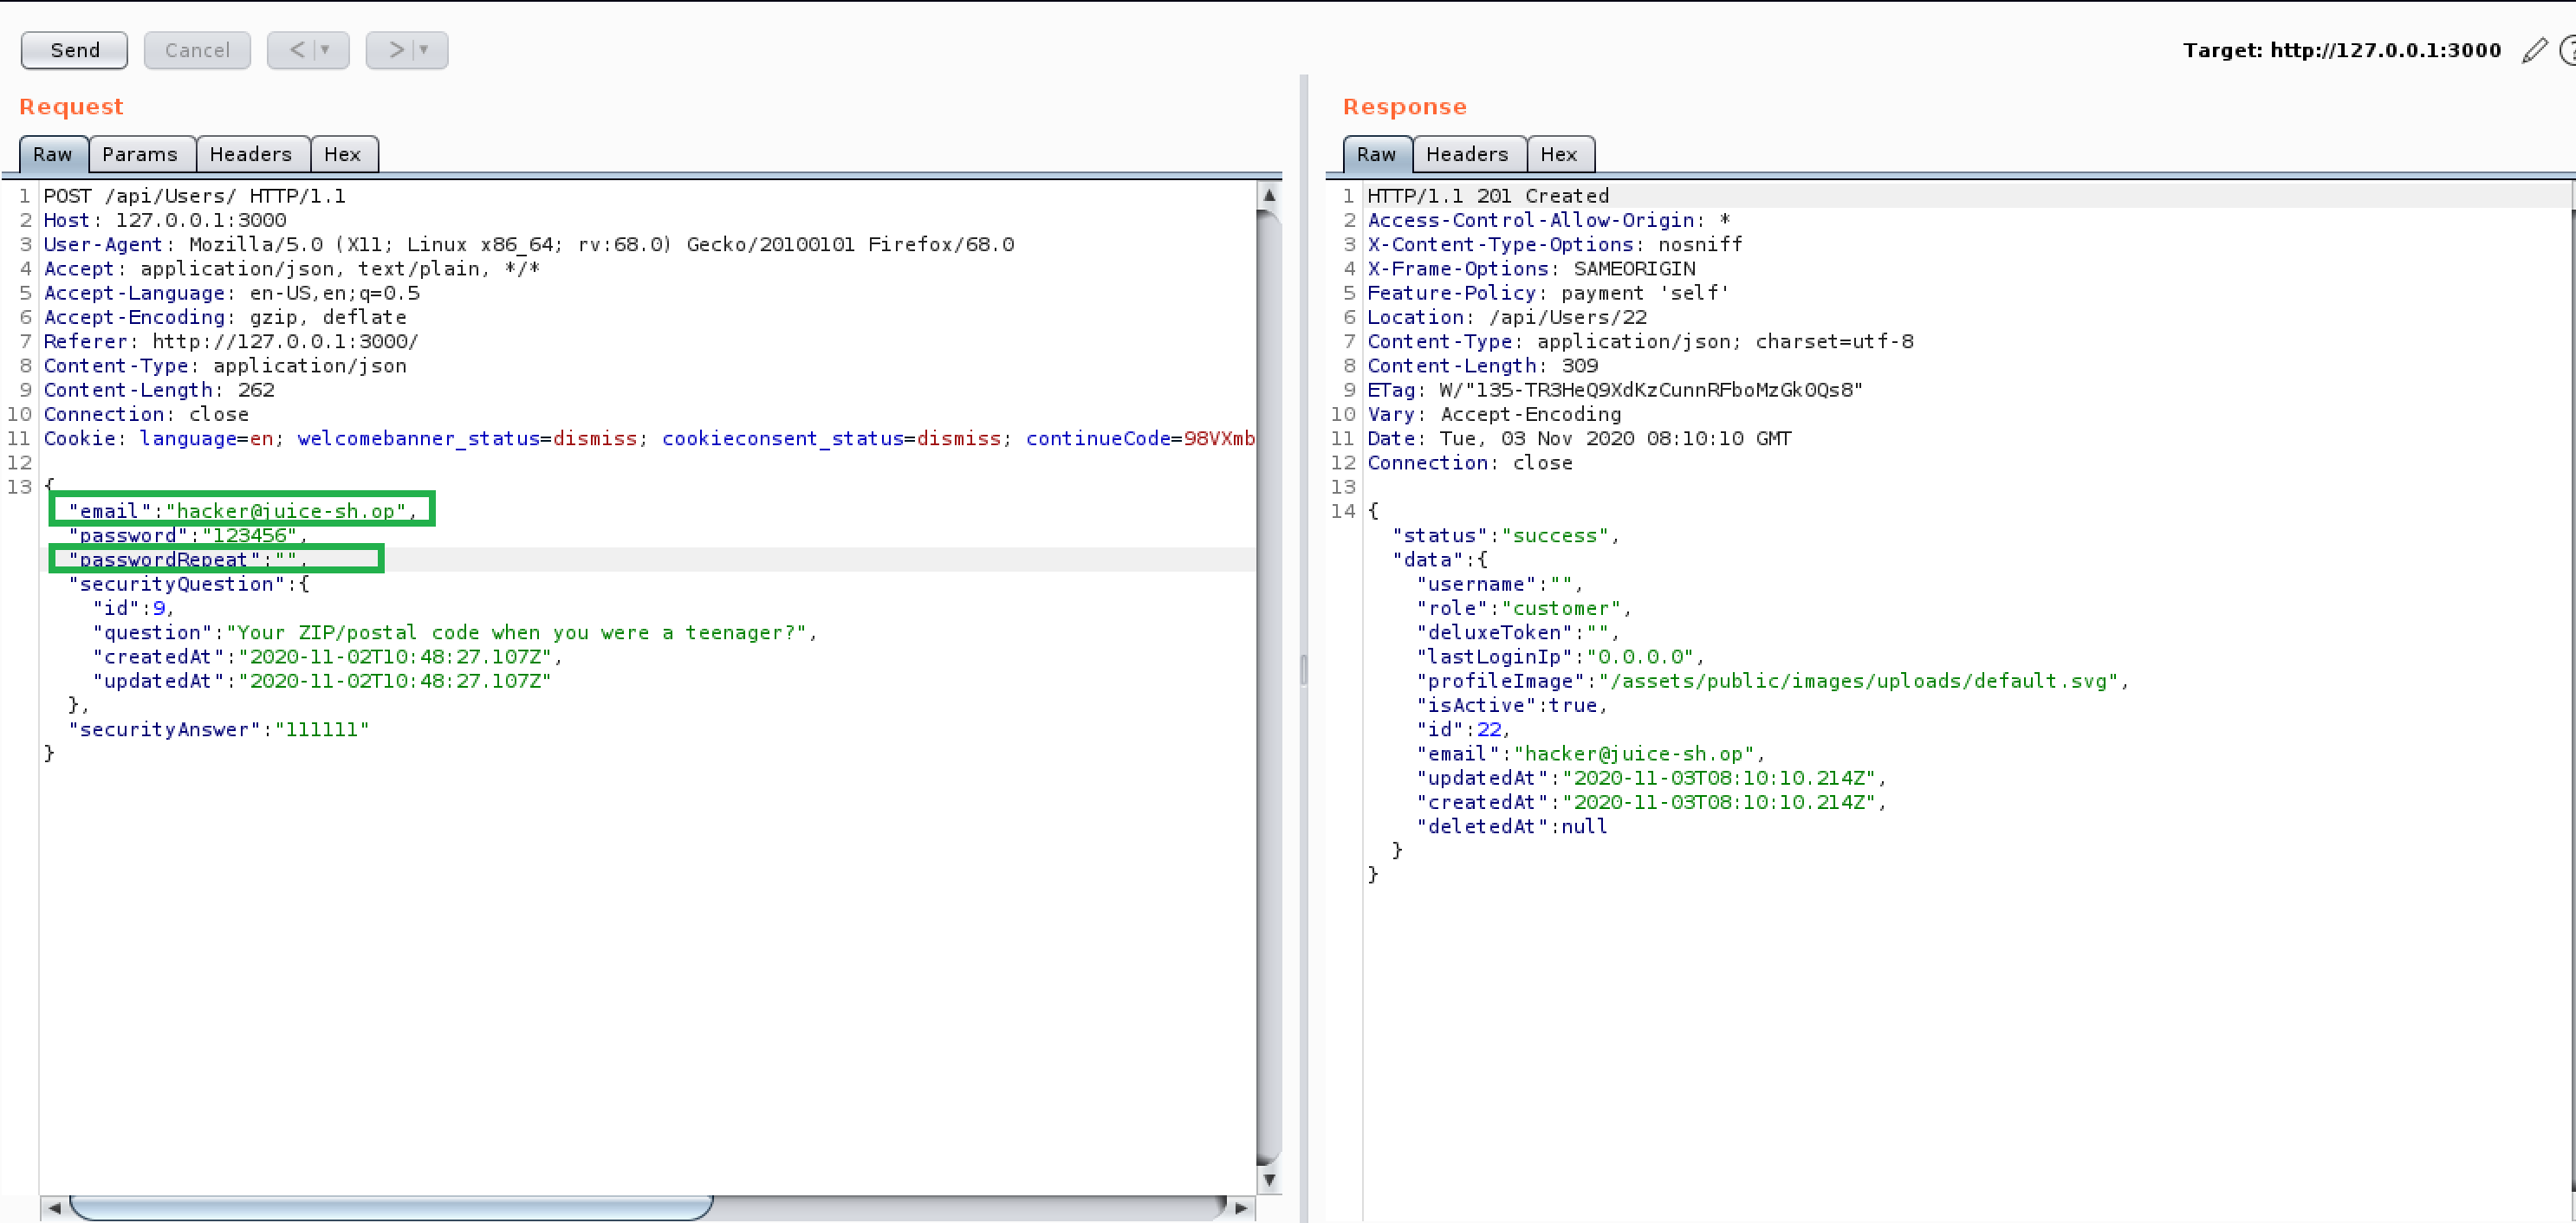 Send Cancel < > Target: http://127.0.0.1:3000
Request
Raw Params Headers Hex
1 POST /api/Users/ HTTP/1.1
2 Host: 127.0.0.1:3000
3 User-Agent: Mozilla/5.0 (X11; Linux x86_64; rv:68.0) Gecko/20100101 Firefox/68.0
4 Accept: application/json, text/plain, */*
5 Accept-Language: en-US,en;q=0.5
6 Accept-Encoding: gzip, deflate
7 Referer: http://127.0.0.1:3000/
8 Content-Type: application/json
9 Content-Length: 262
10 Connection: close
11 Cookie: language=en; welcomebanner_status=dismiss; cookieconsent_status=dismiss; continueCode=98VXmb
12
13 {
"email":"hacker@juice-sh.op",
"password":"123456",
"passwordRepeat":"",
"securityQuestion":{
"id":9,
"question":"Your ZIP/postal code when you were a teenager?",
"createdAt":"2020-11-02T10:48:27.107Z",
"updatedAt":"2020-11-02T10:48:27.107Z"
},
"securityAnswer":"111111"
}
Response
Raw Headers Hex
1 HTTP/1.1 201 Created
2 Access-Control-Allow-Origin: *
3 X-Content-Type-Options: nosniff
4 X-Frame-Options: SAMEORIGIN
5 Feature-Policy: payment 'self'
6 Location: /api/Users/22
7 Content-Type: application/json; charset=utf-8
8 Content-Length: 309
9 ETag: W/"135-TR3HeQ9XdKzCunnRFboMzGk0Qs8"
10 Vary: Accept-Encoding
11 Date: Tue, 03 Nov 2020 08:10:10 GMT
12 Connection: close
13
14 {
"status":"success",
"data":{
"username":"",
"role":"customer",
"deluxeToken":"",
"lastLoginIp":"0.0.0.0",
"profileImage":"/assets/public/images/uploads/default.svg",
"isActive":true,
"id":22,
"email":"hacker@juice-sh.op",
"updatedAt":"2020-11-03T08:10:10.214Z",
"createdAt":"2020-11-03T08:10:10.214Z",
"deletedAt":null
}
}